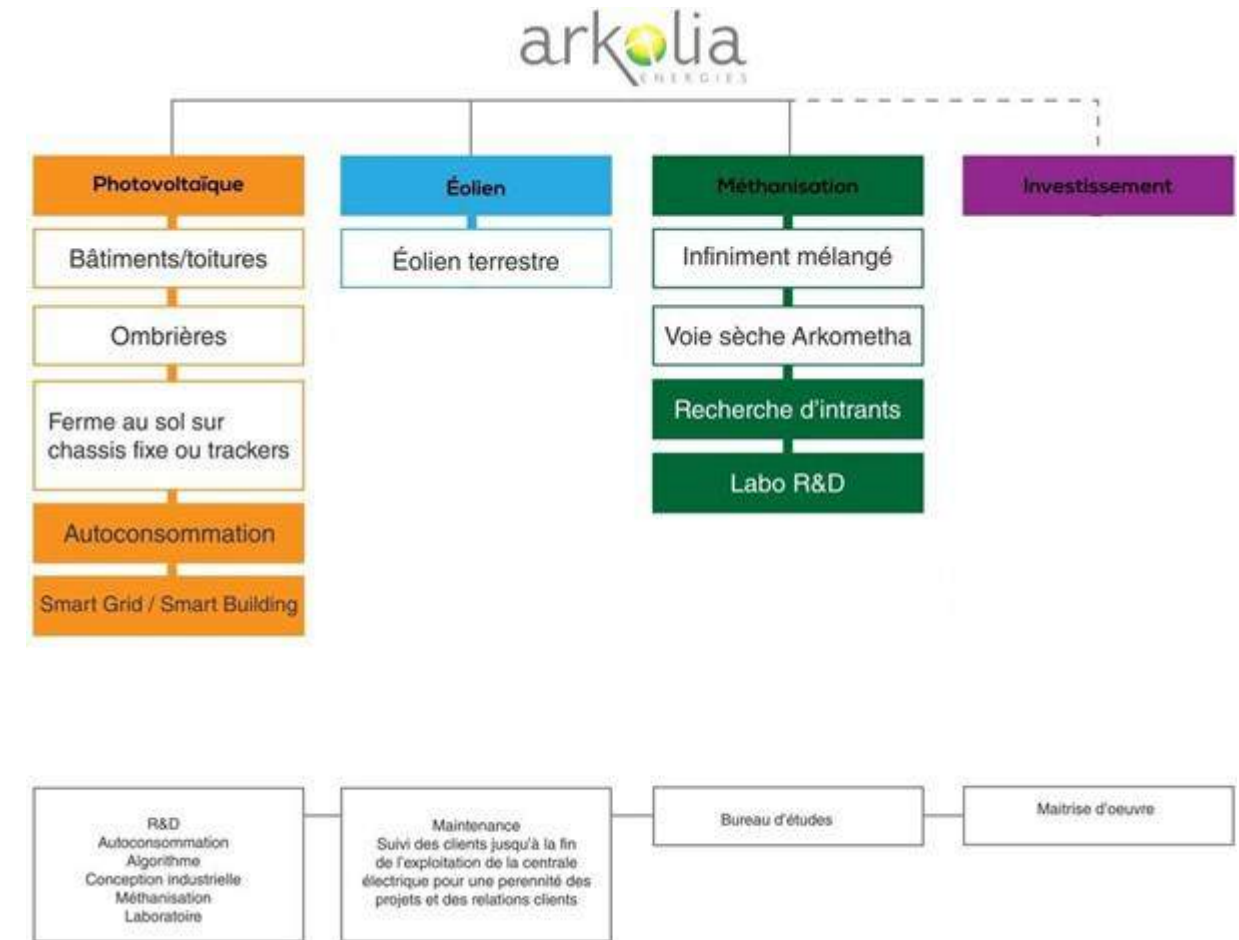 arkolia
ENERGIES
Photovoltaïque
Éolien
Méthanisation
Investissement
Bâtiments/toitures
Ombrières
Ferme au sol sur
chassis fixe ou trackers
Autoconsommation
Smart Grid / Smart Building
Éolien terrestre
Infiniment mélangé
Voie sèche Arkometha
Recherche d'intrants
Labo R&D
R&D
Autoconsommation
Algorithme
Conception industrielle
Méthanisation
Laboratoire
Maintenance
Suivi des clients jusqu'à la fin
de l'exploitation de la centrale
électrique pour une perennité des
projets et des relations clients
Bureau d'études
Maitrise d'oeuvre